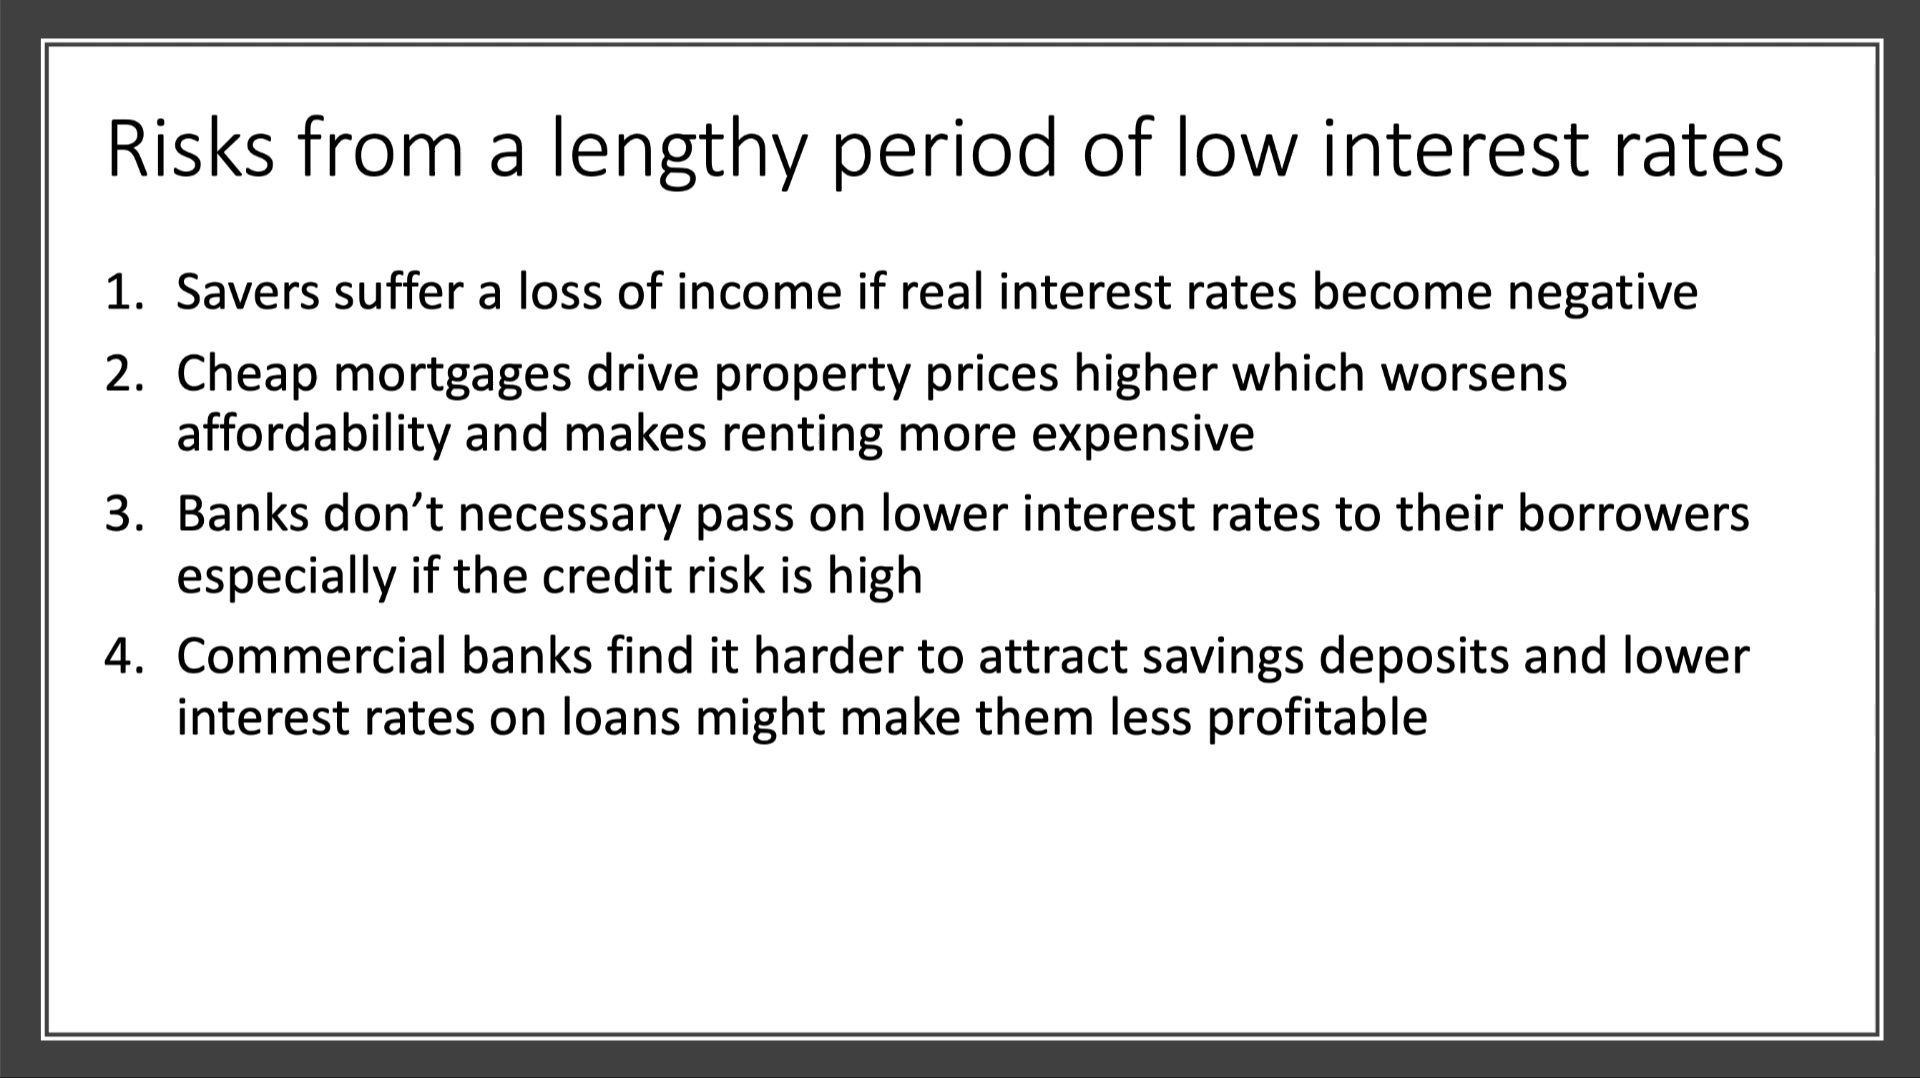 Risks from a lengthy period of low interest rates
1. Savers suffer a loss of income if real interest rates become negative
2. Cheap mortgages drive property prices higher which worsens
affordability and makes renting more expensive
3. Banks don’t necessary pass on lower interest rates to their borrowers
especially if the credit risk is high
4. Commercial banks find it harder to attract savings deposits and lower
interest rates on loans might make them less profitable